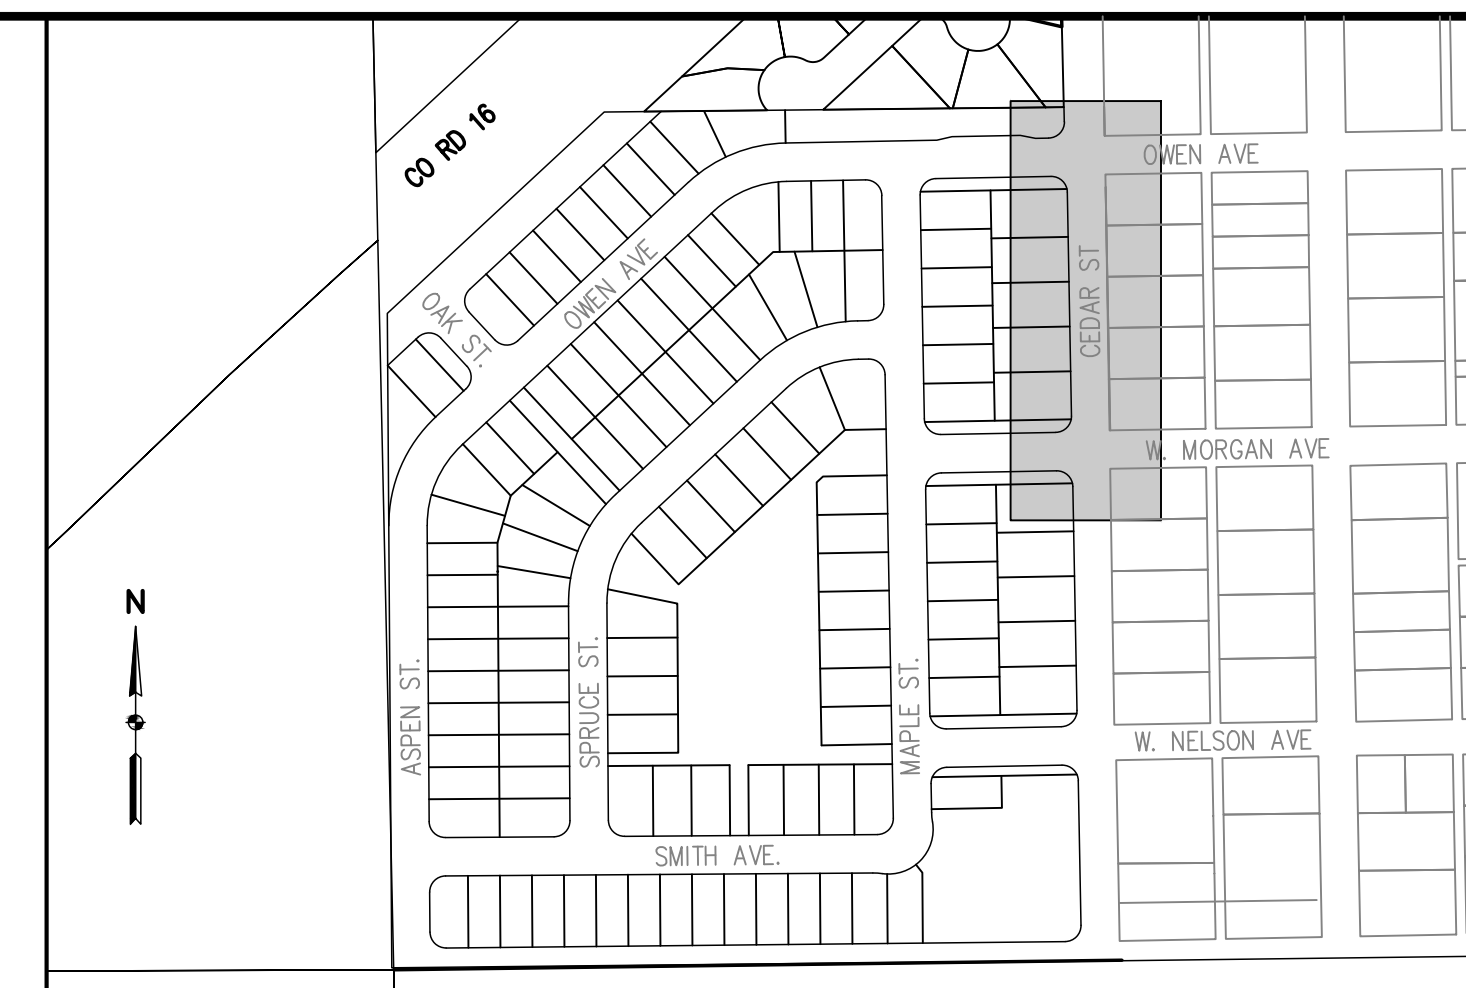 CO RD 16
OWEN AVE
OAK ST.
OWEN AVE
CEDAR ST
W. MORGAN AVE
N
ASPEN ST.
SPRUCE ST.
MAPLE ST.
W. NELSON AVE
SMITH AVE.